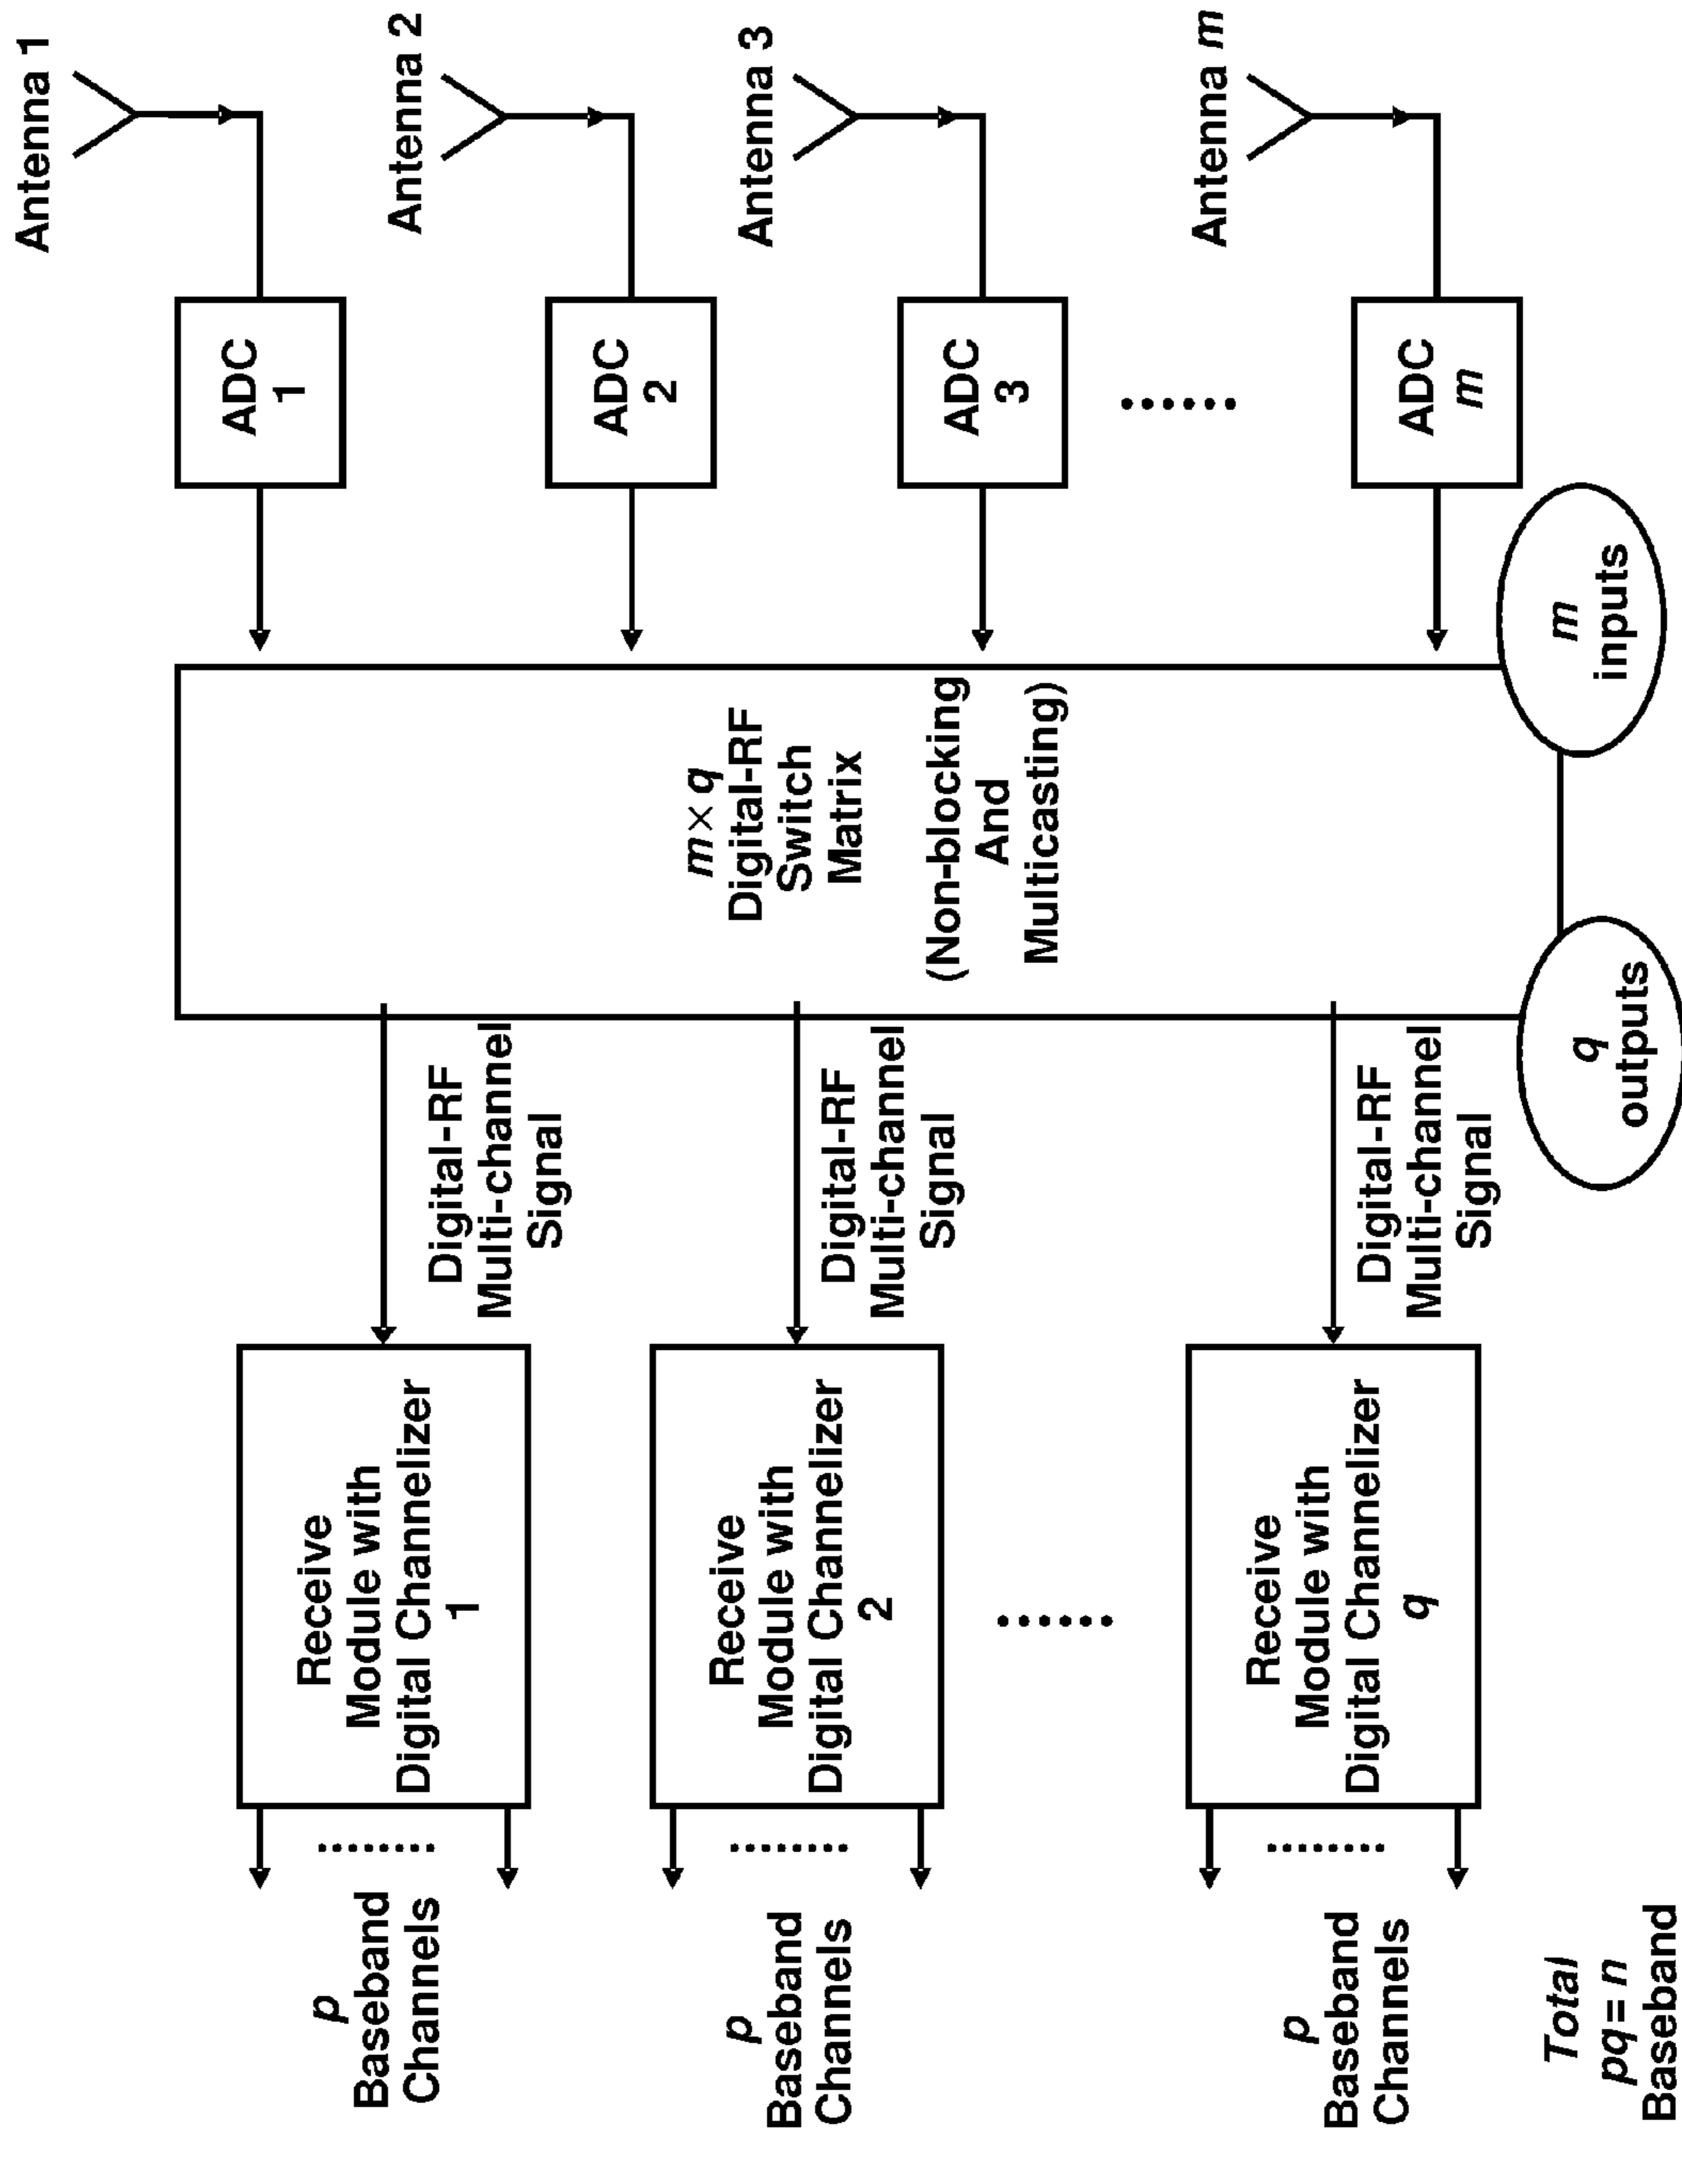 Antenna 1
Antenna 2
Antenna 3
Antenna m
ADC
1
ADC
2
ADC
3
......
ADC
m
m × q
Digital-RF
Switch
Matrix
(Non-blocking
And
Multicasting)
m
inputs
q
outputs
Digital-RF
Multi-channel
Signal
Digital-RF
Multi-channel
Signal
Digital-RF
Multi-channel
Signal
Receive
Module with
Digital Channelizer
1
Receive
Module with
Digital Channelizer
2
......
Receive
Module with
Digital Channelizer
q
........
........
........
p
Baseband
Channels
p
Baseband
Channels
p
Baseband
Channels
Total
pq = n
Baseband